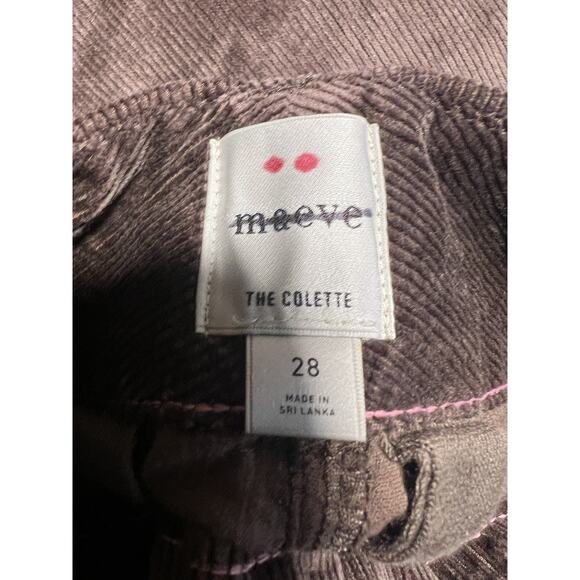 maeve
THE COLETTE
28
MADE IN
SRI LANKA